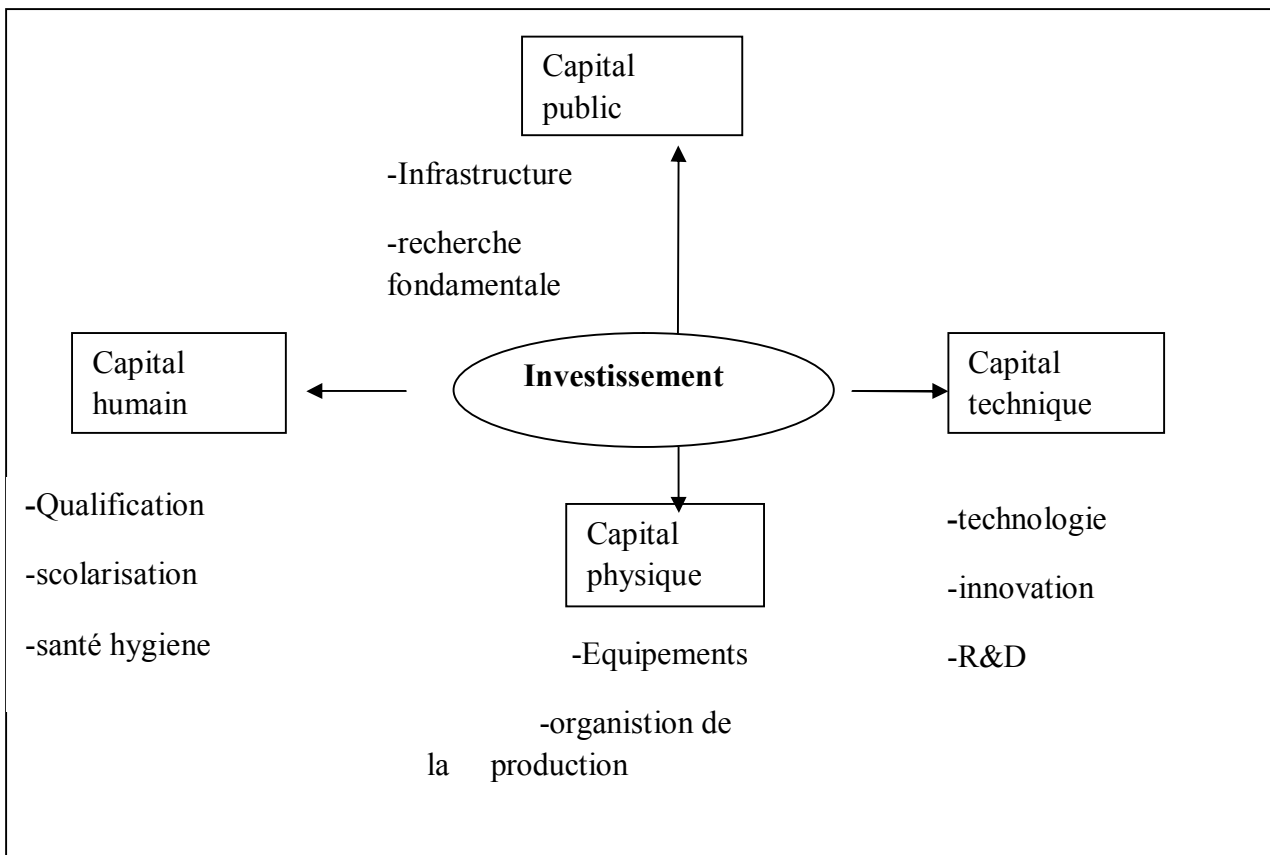 Capital
public
-Infrastructure
-recherche
fondamentale
Capital
humain
Investissement
Capital
technique
-Qualification
-scolarisation
-santé hygiene
Capital
physique
-Equipements
-organistion de
la production
-technologie
-innovation
-R&D